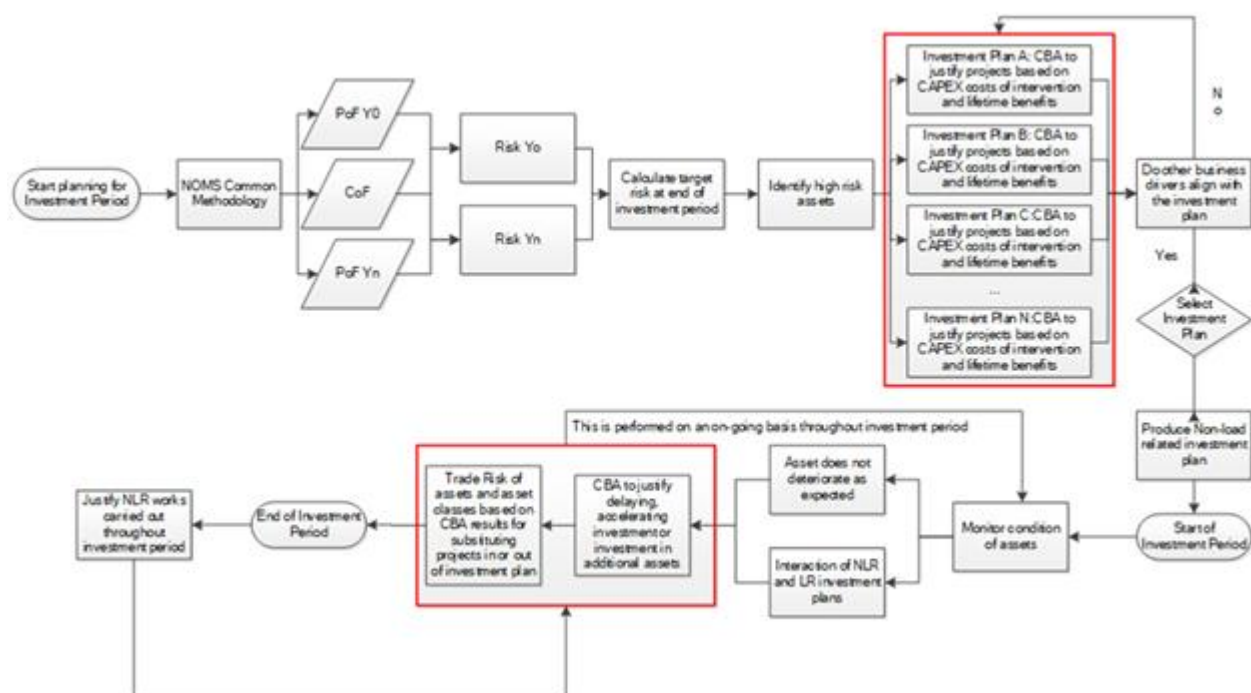 Start planning for
Investment Period
NOMS Common
Methodology
PoF Y0
CoF
PoF Yn
Risk Yo
Risk Yn
Calculate target
risk at end of
investment period
Identify high risk
assets
Investment Plan A: CBA to
justify projects based on
CAPEX costs of intervention
and lifetime benefits
Investment Plan B: CBA to
justify projects based on
CAPEX costs of intervention
and lifetime benefits
Investment Plan C:CBA to
justify projects based on
CAPEX costs of intervention
and lifetime benefits
...
Investment Plan N:CBA to
justify projects based on
CAPEX costs of intervention
and lifetime benefits
N
o
Do other business
drivers align with
the investment
plan
Yes
Select
Investment
Plan
Produce Non-load
related investment
plan
Start of
Investment Period
Monitor condition
of assets
This is performed on an on-going basis throughout investment period
Asset does not
deteriorate as
expected
Interaction of NLR
and LR investment
plans
CBA to justify
delaying,
accelerating
investment or
investment in
additional assets
Trade Risk of
assets and asset
classes based on
CBA results for
substituting
projects in or out
of investment plan
End of Investment
Period
Justify NLR works
carried out
throughout
investment period